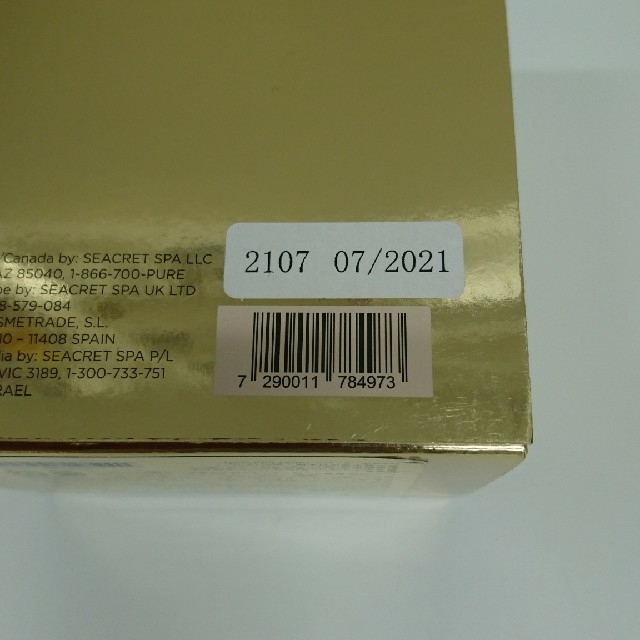 /Canada by: SEACRET SPA LLC
AZ 85040, 1-866-700-PURE
be by: SEACRET SPA UK LTD
8-579-084
SMETRADE, S.L.
10 - 11408 SPAIN
lia by: SEACRET SPA P/L
VIC 3189, 1-300-733-751
RAEL
2107 07/2021
7 290011 784973